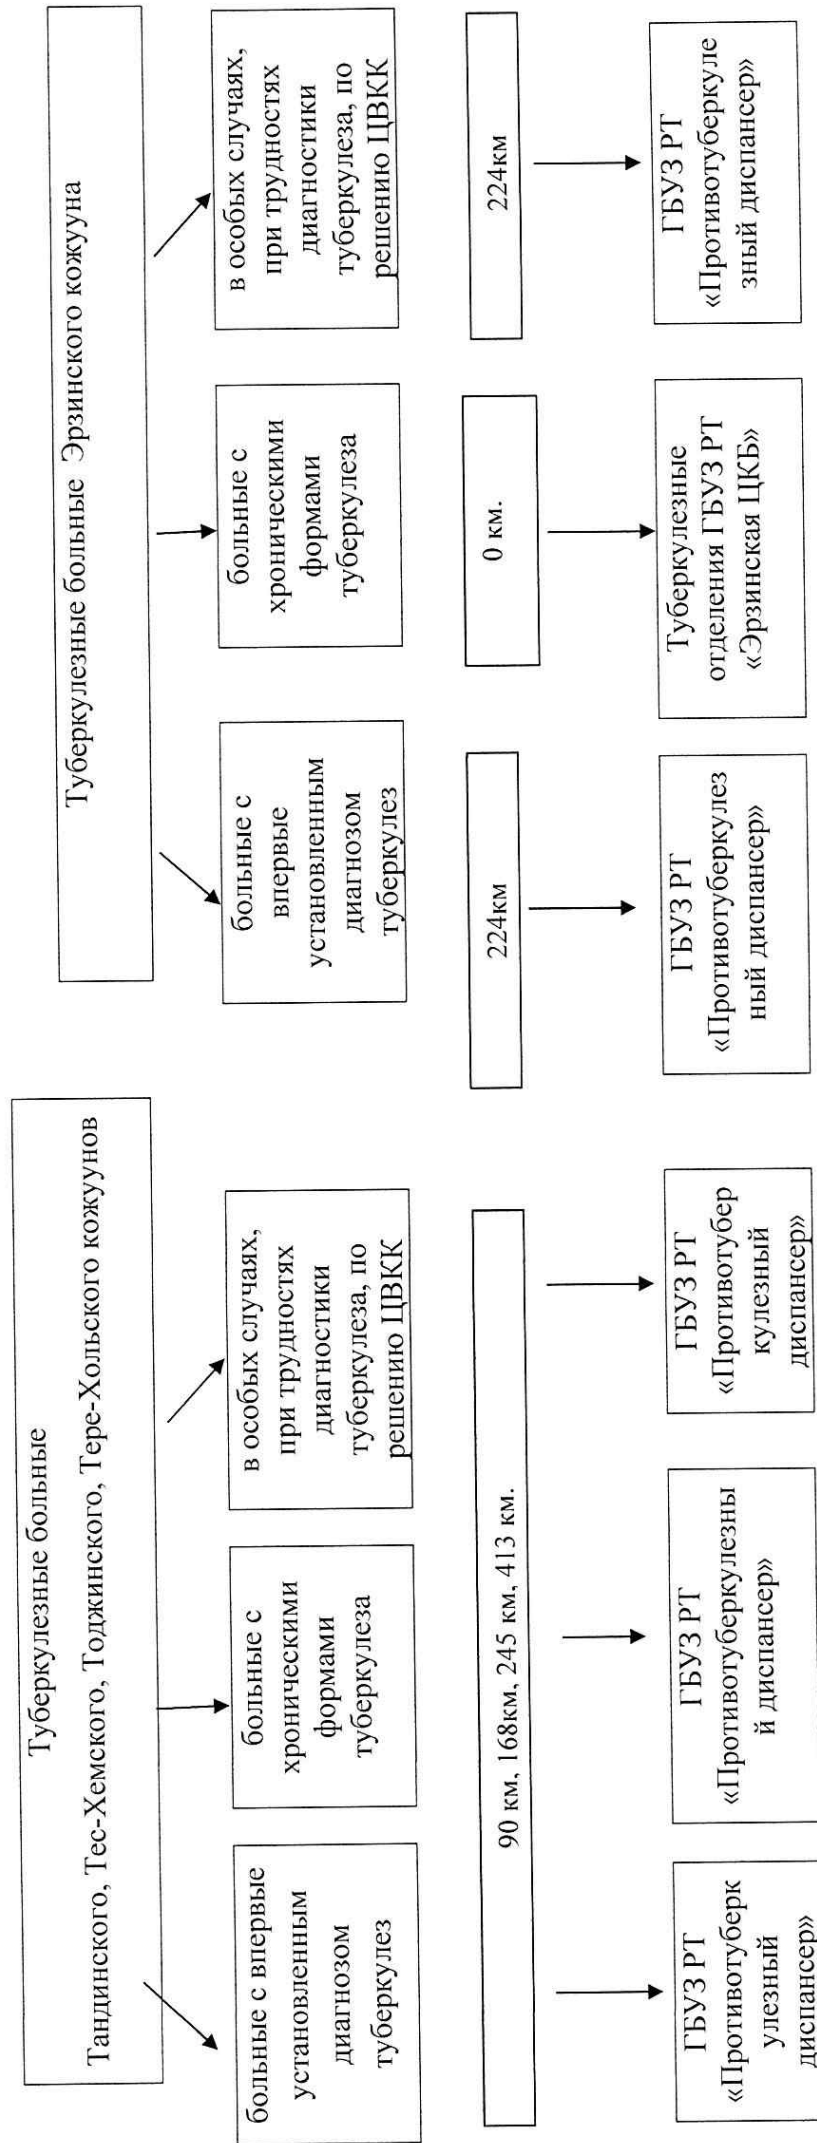 Туберкулезные больные
Тандинского, Тес-Хемского, Тоджинского, Тере-Хольского кожуунов
больные с впервые
установленным
диагнозом
туберкулез
больные с
хроническими
формами
туберкулеза
в особых случаях,
при трудностях
диагностики
туберкулеза, по
решению ЦВКК
90 км, 168км, 245 км, 413 км.
ГБУЗ РТ
«Противотуберк
улезный
диспансер»
ГБУЗ РТ
«Противотуберкулезны
й диспансер»
ГБУЗ РТ
«Противотубер
кулезный
диспансер»
Туберкулезные больные Эрзинского кожууна
больные с
впервые
установленным
диагнозом
туберкулез
больные с
хроническими
формами
туберкулеза
в особых случаях,
при трудностях
диагностики
туберкулеза, по
решению ЦВКК
224км
0 км.
224км
ГБУЗ РТ
«Противотуберкулез
ный диспансер»
Туберкулезные
отделения ГБУЗ РТ
«Эрзинская ЦКБ»
ГБУЗ РТ
«Противотуберкуле
зный диспансер»